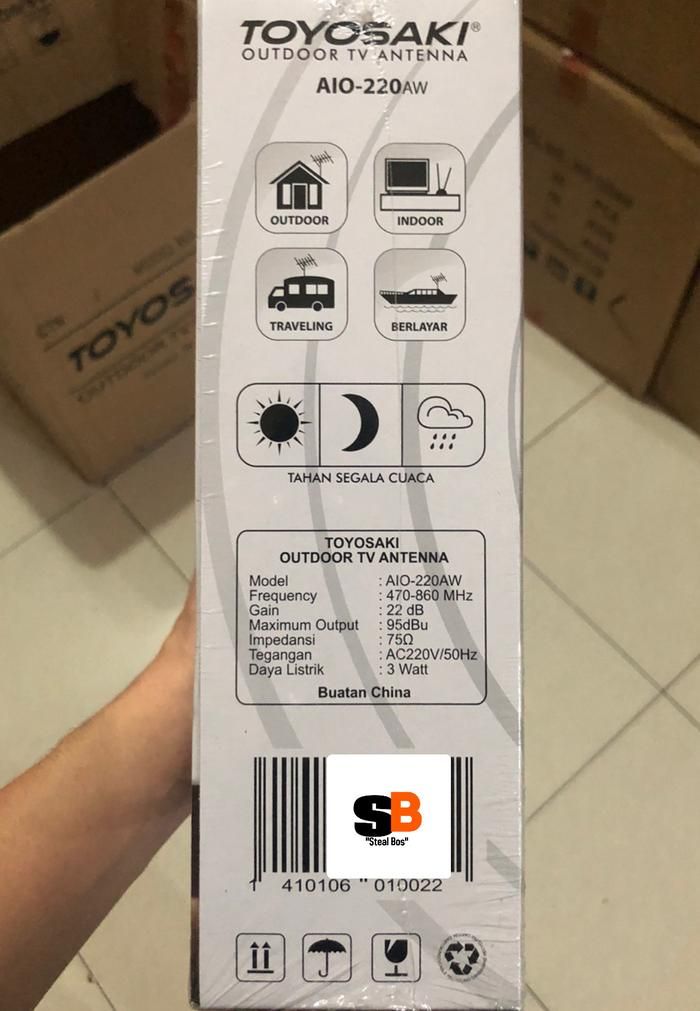 TOYOSAKI®
OUTDOOR TV ANTENNA
AIO-220AW
OUTDOOR
INDOOR
TRAVELING
BERLAYAR
TAHAN SEGALA CUACA
TOYOSAKI
OUTDOOR TV ANTENNA
Model : AIO-220AW
Frequency : 470-860 MHz
Gain : 22 dB
Maximum Output : 95dBu
Impedansi : 75Ω
Tegangan : AC220V/50Hz
Daya Listrik : 3 Watt
Buatan China
SB
"Steal Bos"
1 410106 010022
TOYOS
OUTDOOR T